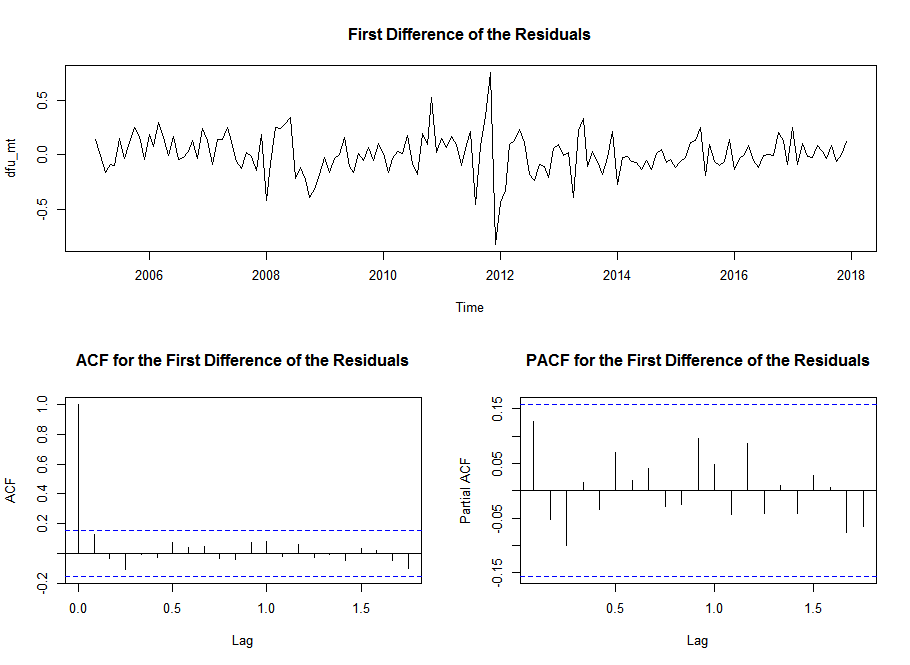 First Difference of the Residuals
dfu_mt
0.5
0.0
-0.5
2006 2008 2010 2012 2014 2016 2018
Time
ACF for the First Difference of the Residuals
ACF
1.0
0.8
0.6
0.4
0.2
-0.2
0.0 0.5 1.0 1.5
Lag
PACF for the First Difference of the Residuals
Partial ACF
0.15
0.05
-0.05
-0.15
0.5 1.0 1.5
Lag